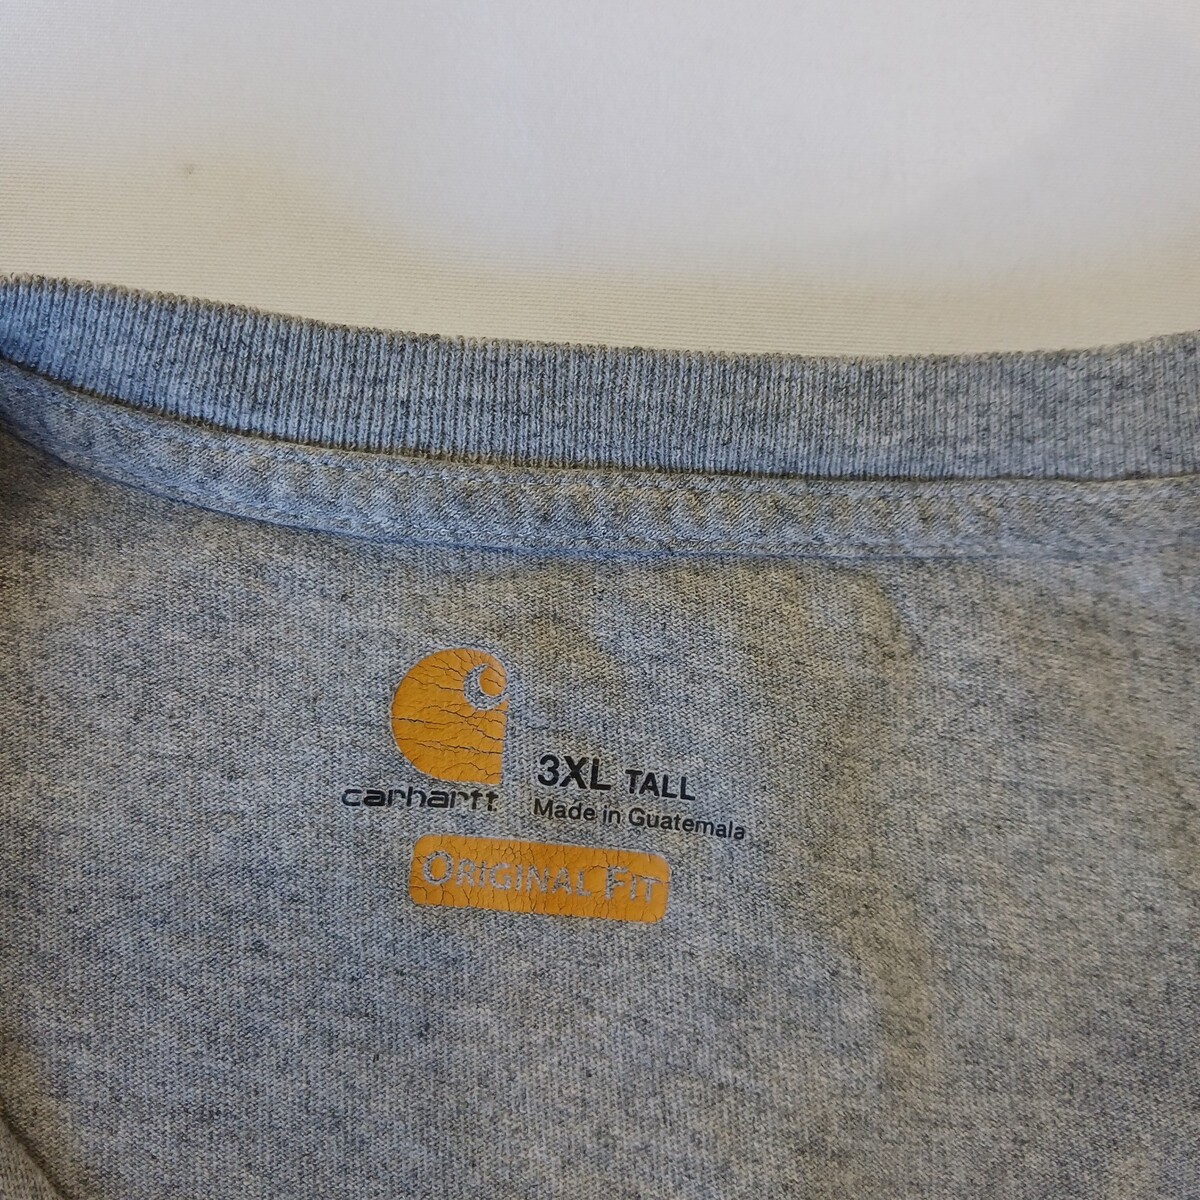 carhartt
3XL TALL
Made in Guatemala
ORIGINAL FIT